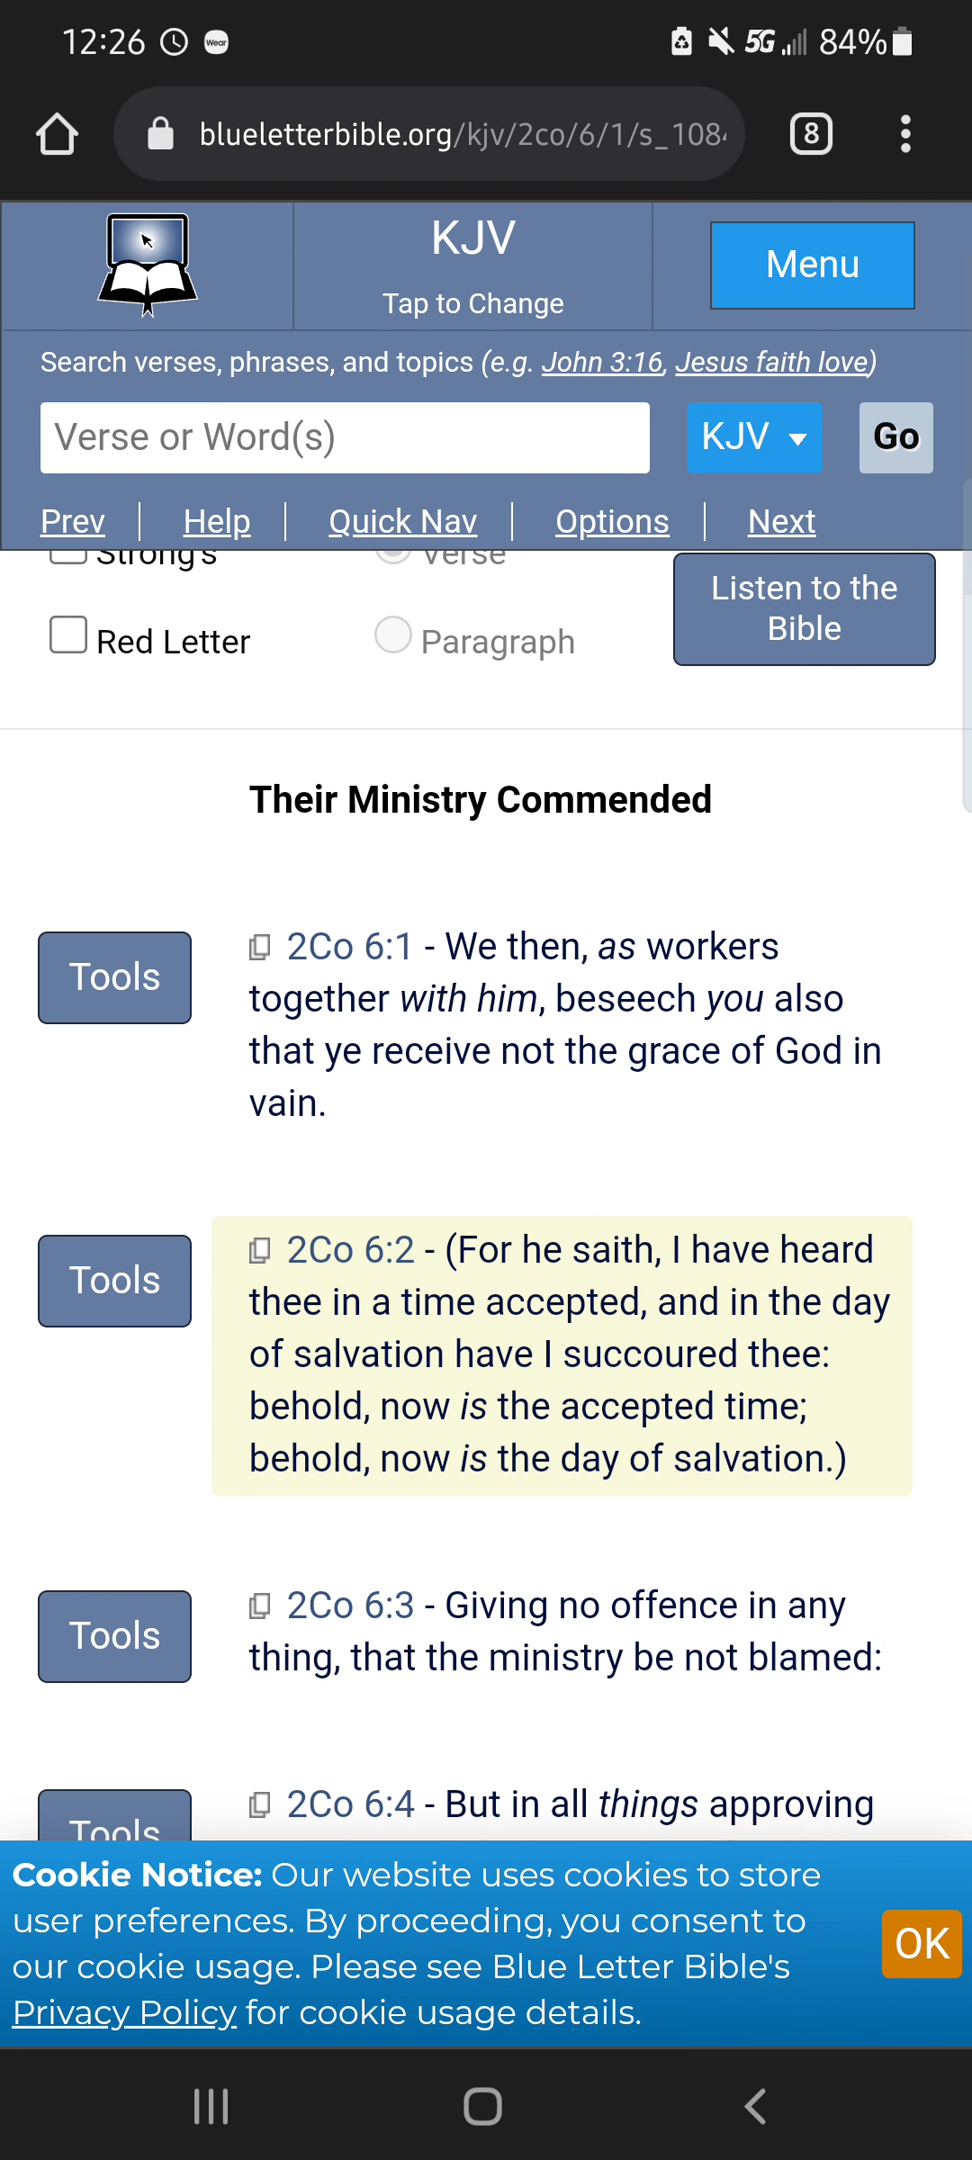 12:26 Wear 5G 84%
blueletterbible.org/kjv/2co/6/1/s_1084 8
KJV
Tap to Change
Menu
Search verses, phrases, and topics (e.g. John 3:16, Jesus faith love)
Verse or Word(s) KJV Go
Prev Help Quick Nav Options Next
Strong's Verse
Red Letter Paragraph
Listen to the
Bible
Their Ministry Commended
Tools
2Co 6:1 - We then, as workers
together with him, beseech you also
that ye receive not the grace of God in
vain.
Tools
2Co 6:2 - (For he saith, I have heard
thee in a time accepted, and in the day
of salvation have I succoured thee:
behold, now is the accepted time;
behold, now is the day of salvation.)
Tools
2Co 6:3 - Giving no offence in any
thing, that the ministry be not blamed:
Tools
2Co 6:4 - But in all things approving
Cookie Notice: Our website uses cookies to store
user preferences. By proceeding, you consent to
our cookie usage. Please see Blue Letter Bible's
Privacy Policy for cookie usage details.
OK